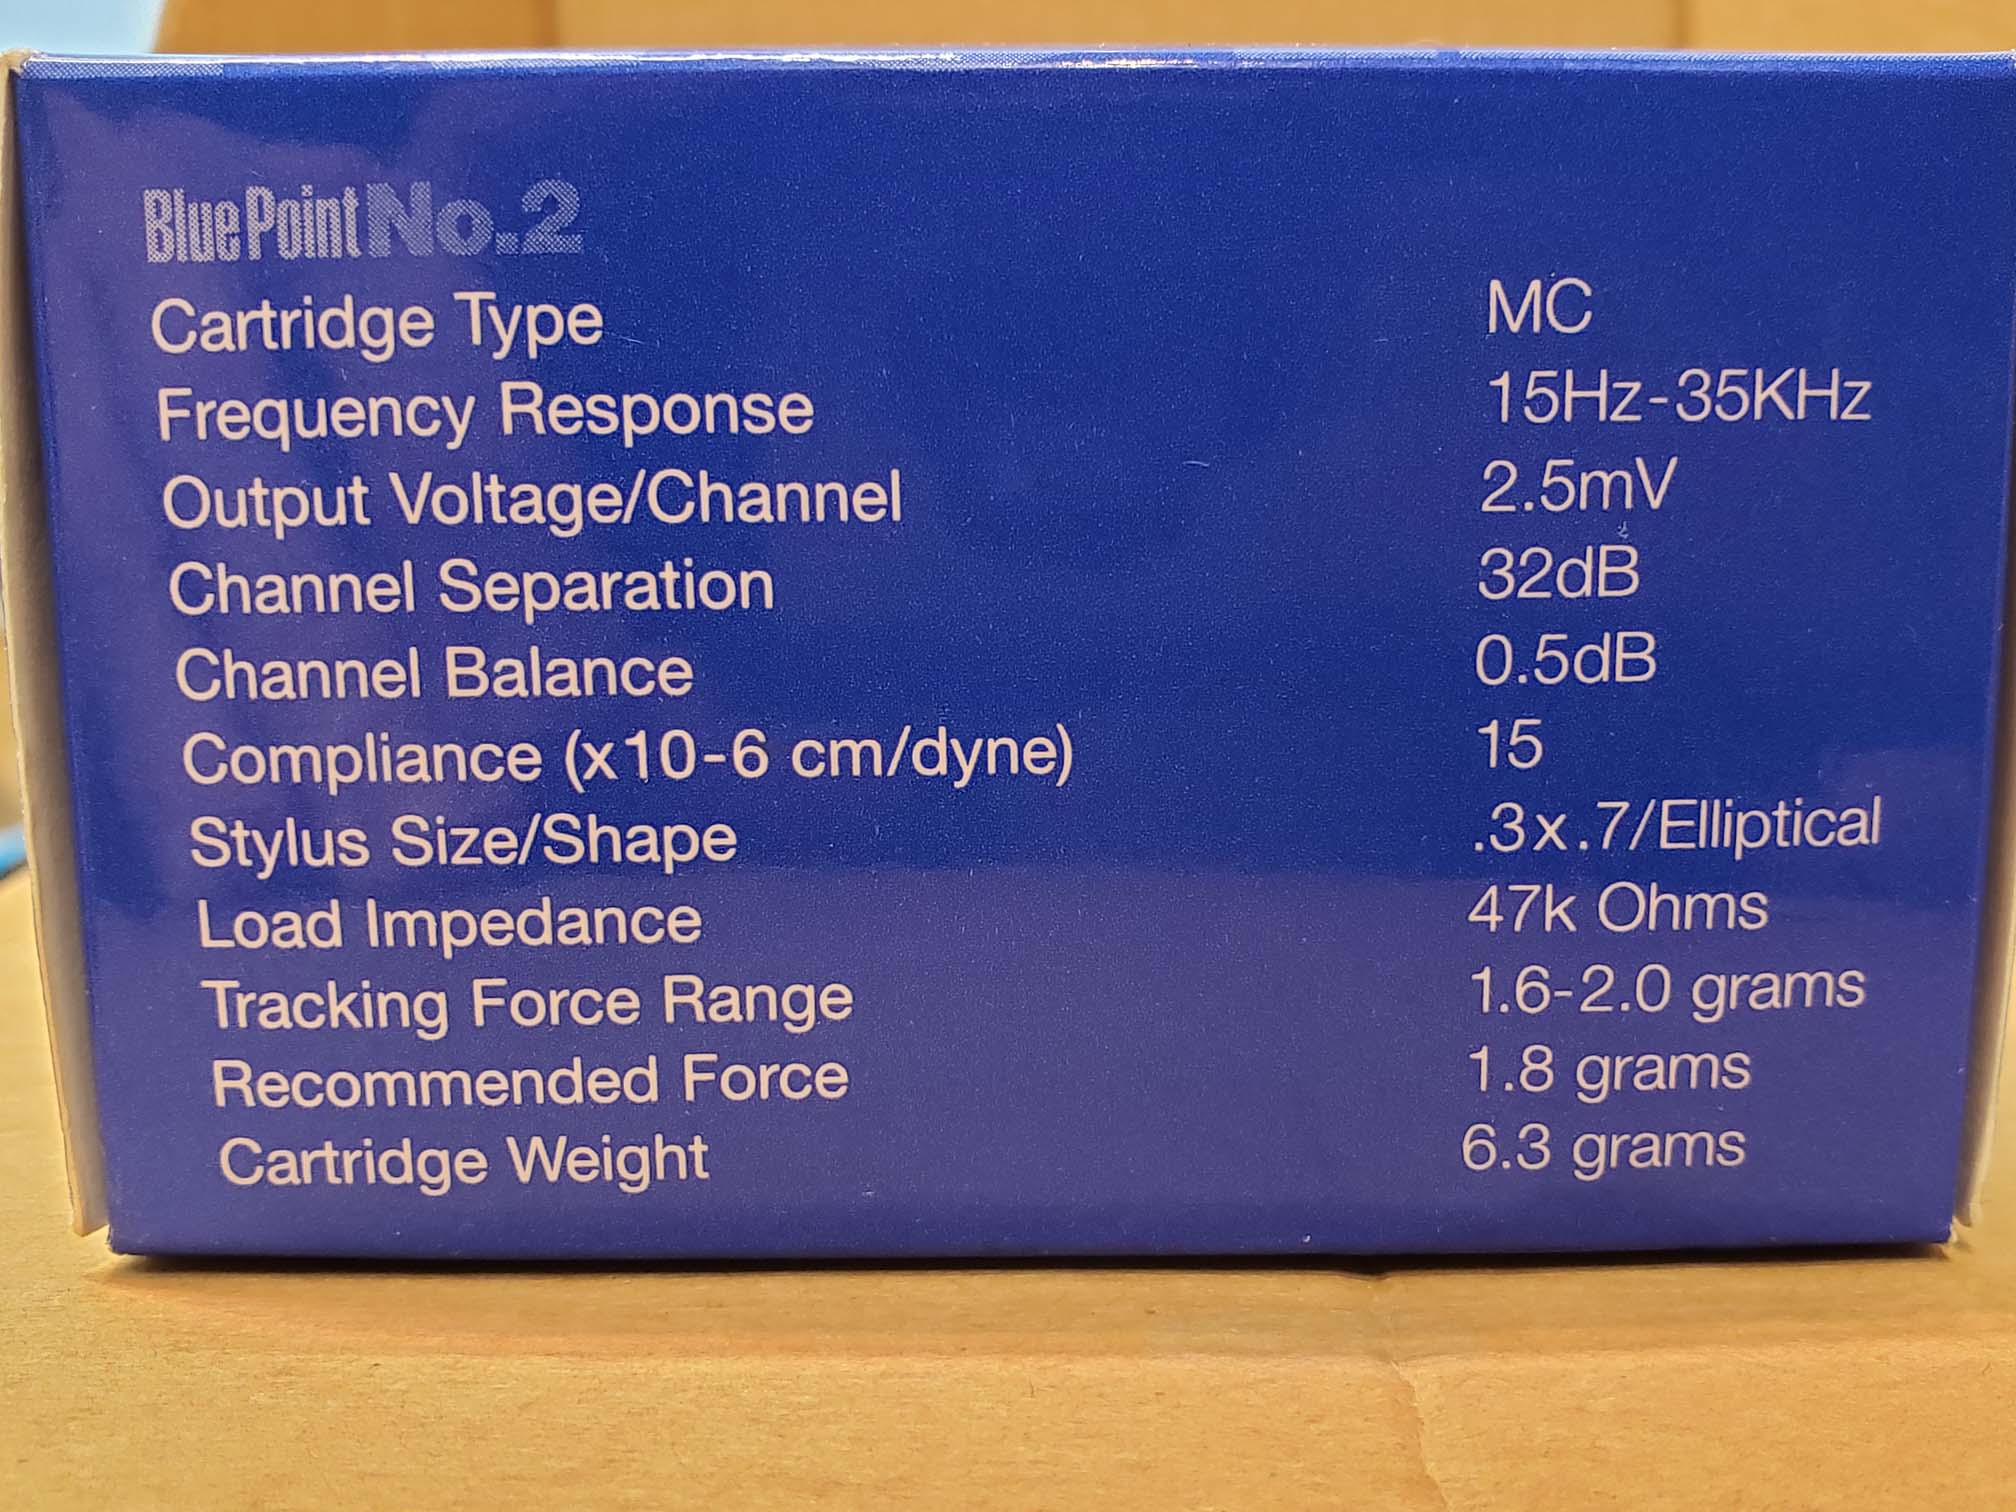 BluePoint No.2
Cartridge Type MC
Frequency Response 15Hz-35KHz
Output Voltage/Channel 2.5mV
Channel Separation 32dB
Channel Balance 0.5dB
Compliance (x10-6 cm/dyne) 15
Stylus Size/Shape .3x.7/Elliptical
Load Impedance 47k Ohms
Tracking Force Range 1.6-2.0 grams
Recommended Force 1.8 grams
Cartridge Weight 6.3 grams